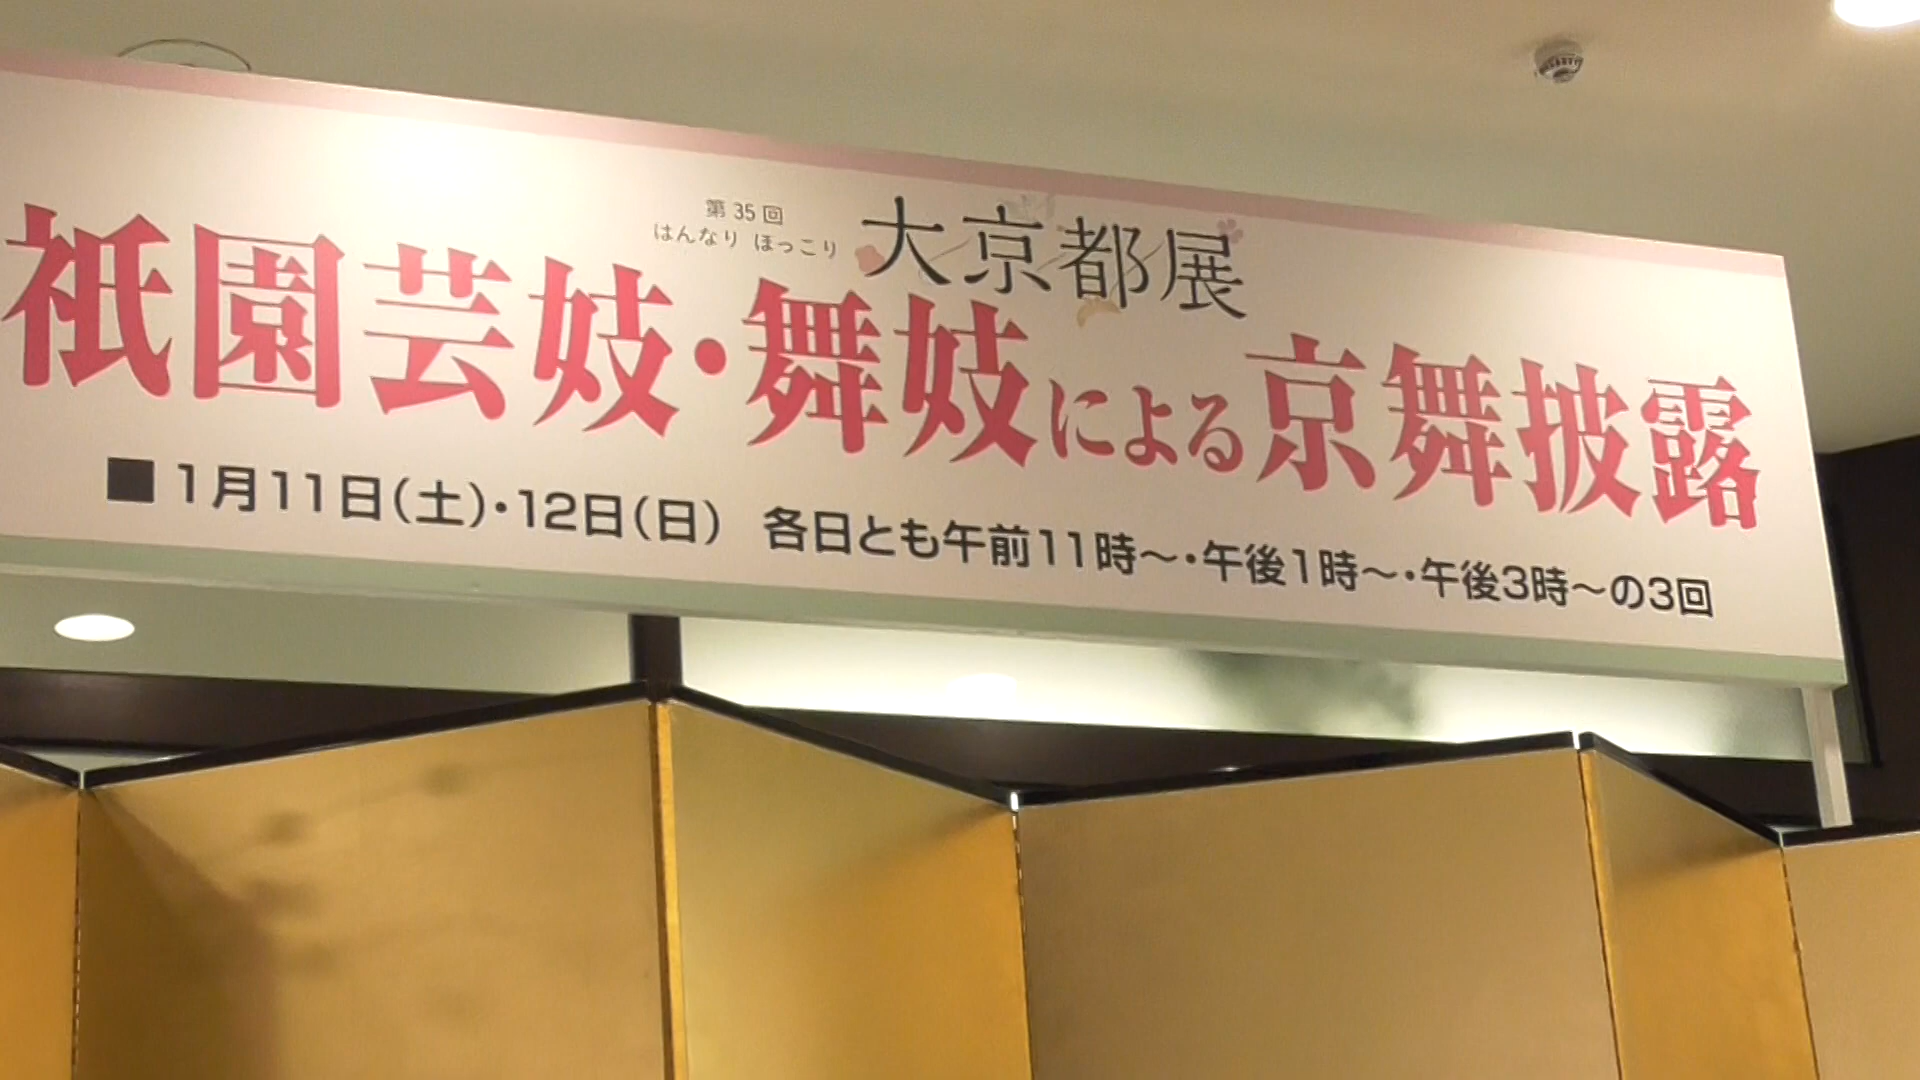 第35回
はんなり ほっこり
大京都展
祇園芸妓・舞妓による京舞披露
■1月11日(土)・12日(日) 各日とも午前11時～・午後1時～・午後3時～の3回